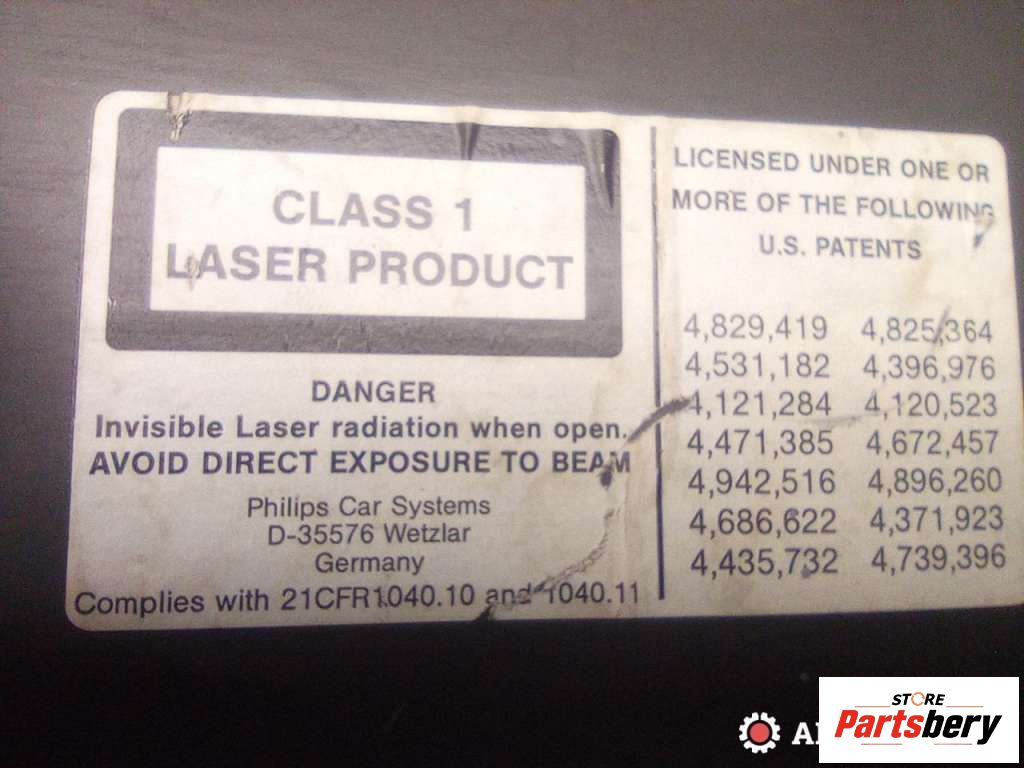 CLASS 1
LASER PRODUCT
DANGER
Invisible Laser radiation when open.
AVOID DIRECT EXPOSURE TO BEAM
Philips Car Systems
D-35576 Wetzlar
Germany
Complies with 21CFR1040.10 and 1040.11
LICENSED UNDER ONE OR
MORE OF THE FOLLOWING
U.S. PATENTS
4,829,419 4,825,364
4,531,182 4,396,976
4,121,284 4,120,523
4,471,385 4,672,457
4,942,516 4,896,260
4,686,622 4,371,923
4,435,732 4,739,396
STORE
Partsbery